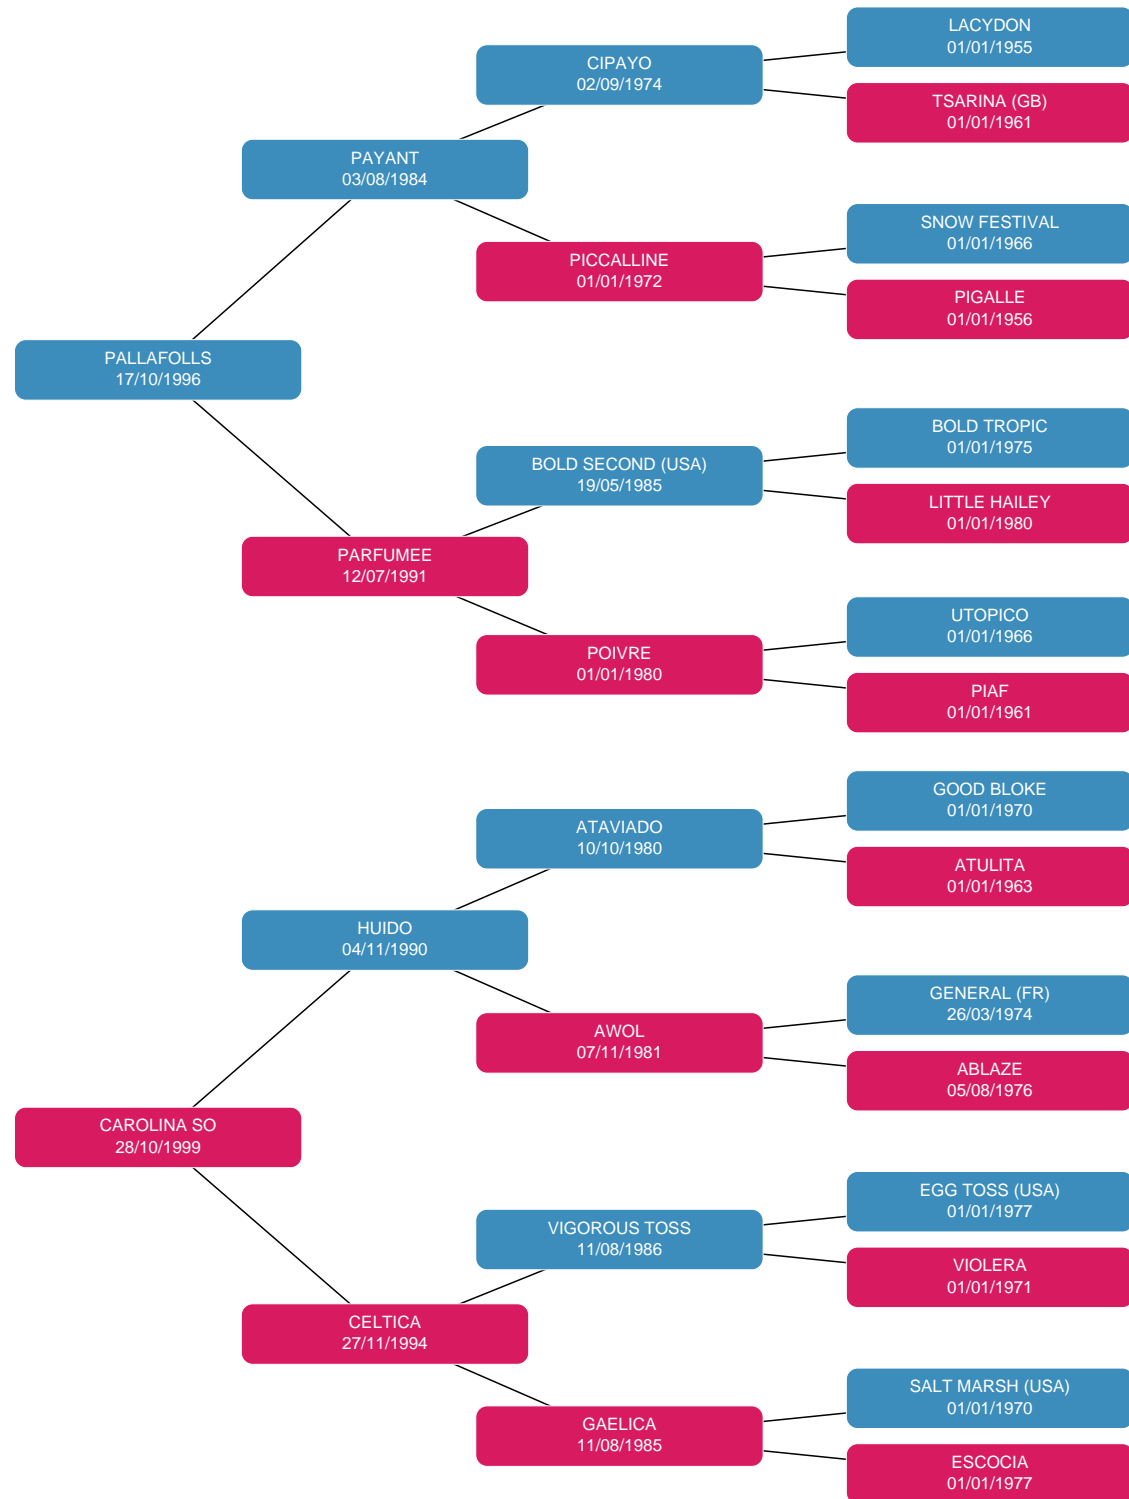 LACYDON
01/01/1955
CIPAYO
02/09/1974
TSARINA (GB)
01/01/1961
PAYANT
03/08/1984
SNOW FESTIVAL
01/01/1966
PICCALLINE
01/01/1972
PIGALLE
01/01/1956
PALLAFOLLS
17/10/1996
BOLD TROPIC
01/01/1975
BOLD SECOND (USA)
19/05/1985
LITTLE HAILEY
01/01/1980
PARFUMEE
12/07/1991
UTOPICO
01/01/1966
POIVRE
01/01/1980
PIAF
01/01/1961
GOOD BLOKE
01/01/1970
ATAVIADO
10/10/1980
ATULITA
01/01/1963
HUIDO
04/11/1990
GENERAL (FR)
26/03/1974
AWOL
07/11/1981
ABLAZE
05/08/1976
CAROLINA SO
28/10/1999
EGG TOSS (USA)
01/01/1977
VIGOROUS TOSS
11/08/1986
VIOLERA
01/01/1971
CELTICA
27/11/1994
SALT MARSH (USA)
01/01/1970
GAELICA
11/08/1985
ESCOCIA
01/01/1977